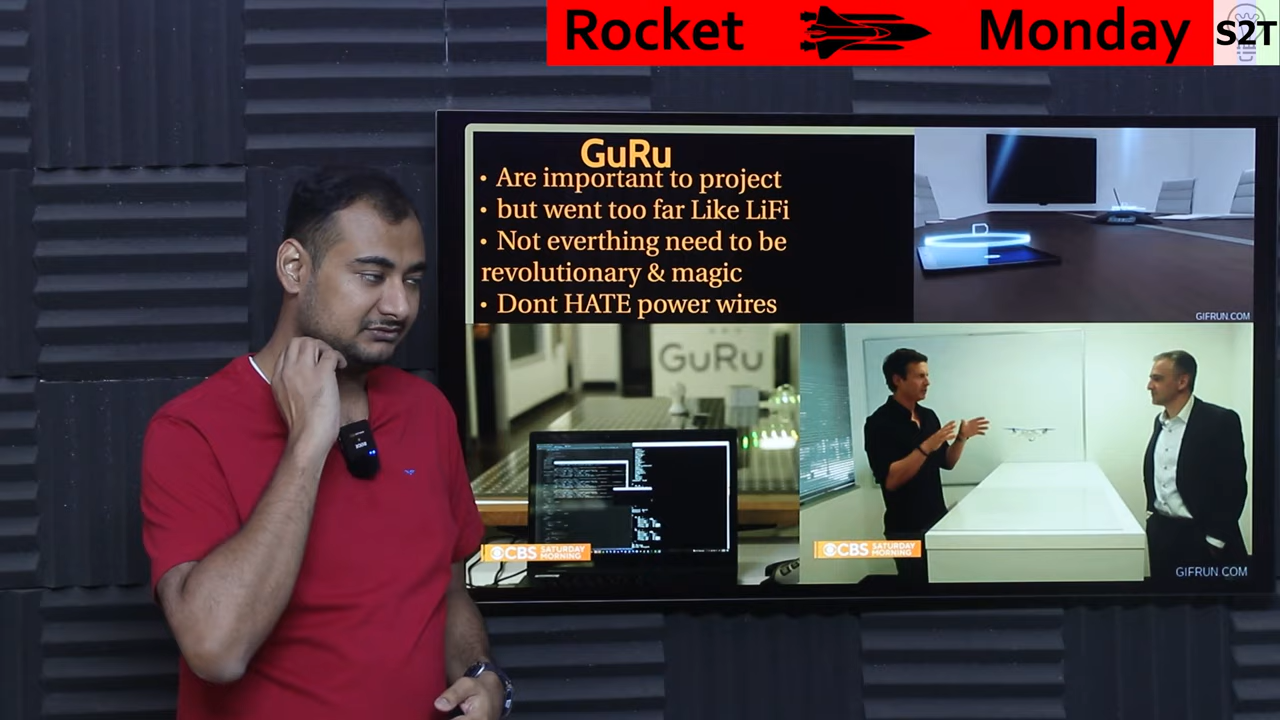 Rocket Monday S2T
GuRu
• Are important to project
• but went too far Like LiFi
• Not everthing need to be
revolutionary & magic
• Dont HATE power wires
GIFRUN.COM
GuRu
CBS SATURDAY
MORNING
CBS SATURDAY
MORNING
GIFRUN.COM